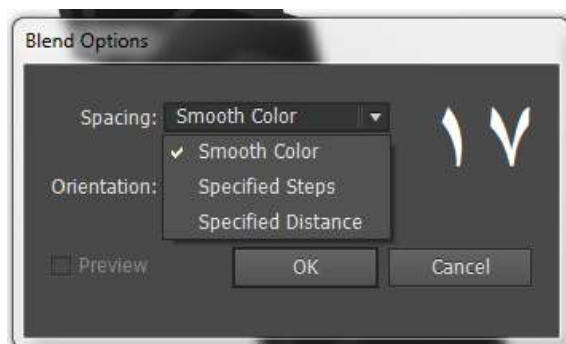 Blend Options
Spacing: Smooth Color
۱۷
Smooth Color
Orientation: Specified Steps
Specified Distance
Preview OK Cancel